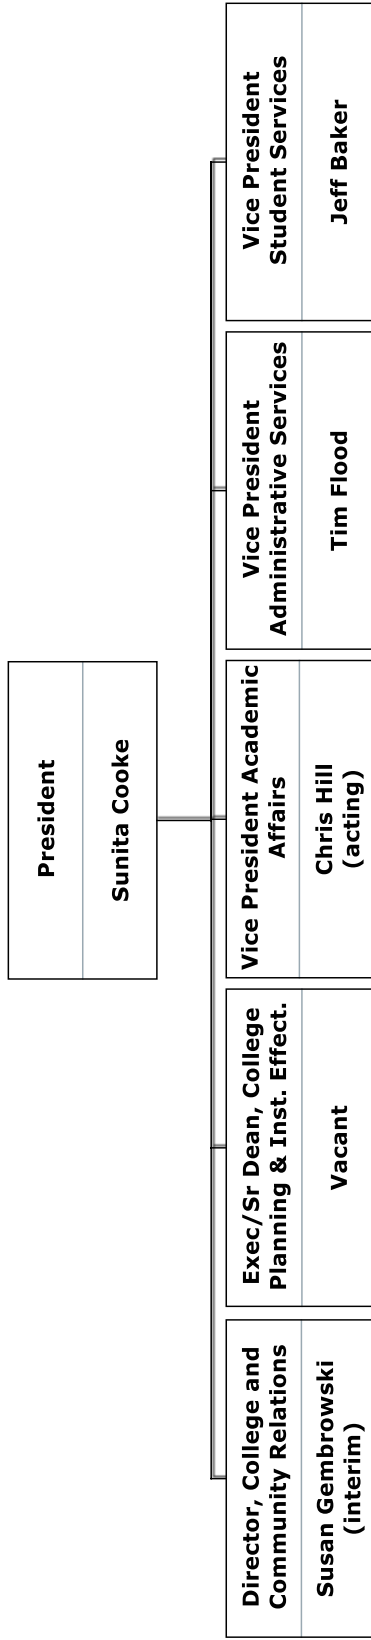 President
Sunita Cooke
Director, College and
Community Relations
Susan Gembrowski
(interim)
Exec/Sr Dean, College
Planning & Inst. Effect.
Vacant
Vice President Academic
Affairs
Chris Hill
(acting)
Vice President
Administrative Services
Tim Flood
Vice President
Student Services
Jeff Baker